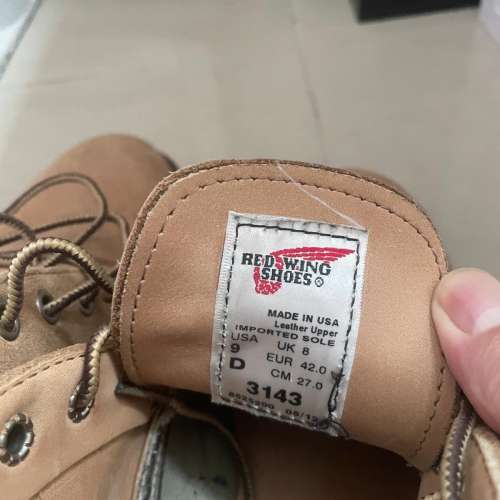 RED WING
SHOES®
MADE IN USA
Leather Upper
IMPORTED SOLE
USA UK 8
9 EUR 42.0
D CM 27.0
3143